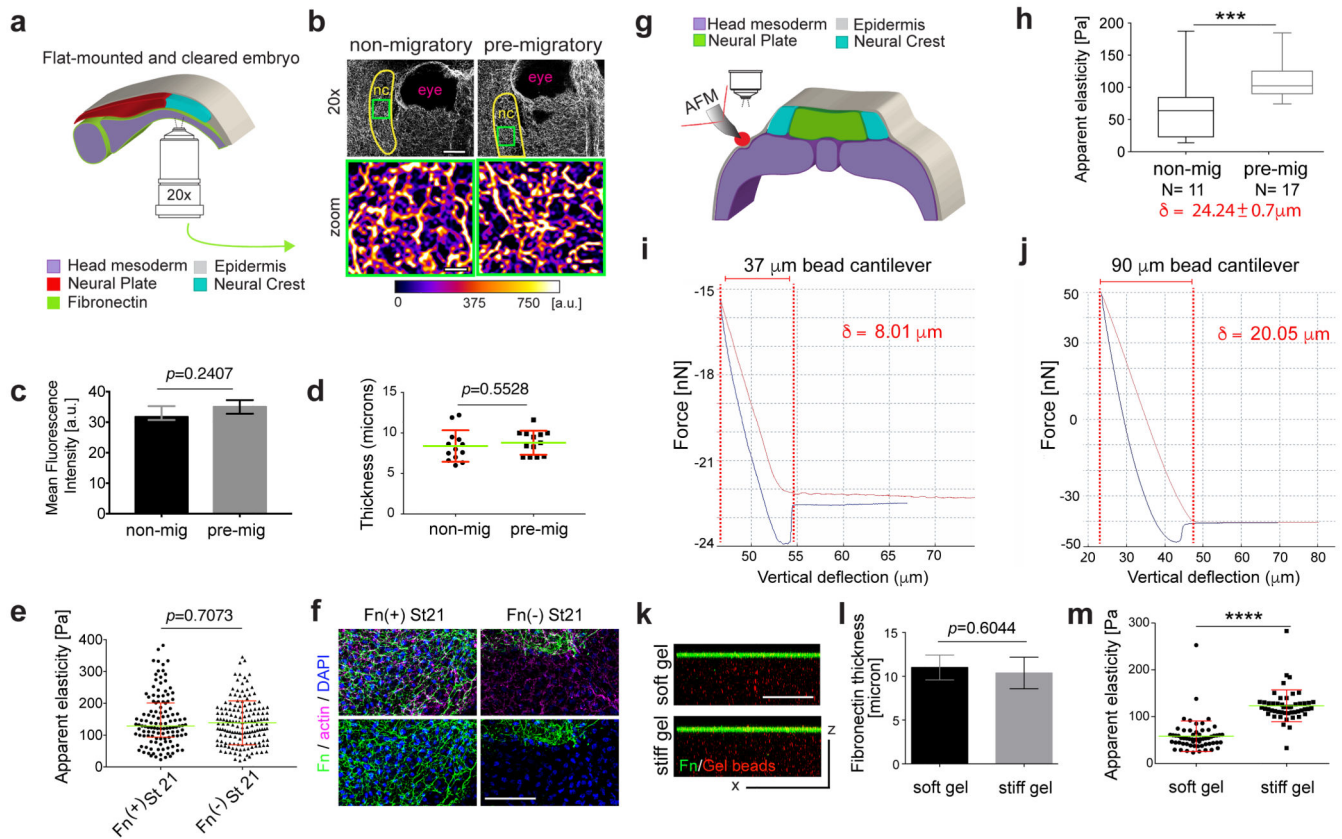 a
Flat-mounted and cleared embryo
20x
Head mesoderm
Epidermis
Neural Plate
Neural Crest
Fibronectin
b
non-migratory
pre-migratory
20x
nc
eye
nc
eye
zoom
0
375
750
[a.u.]
c
p=0.2407
Mean Fluorescence
Intensity [a.u.]
40
30
20
10
0
non-mig
pre-mig
d
p=0.5528
Thickness (microns)
15
10
5
0
non-mig
pre-mig
e
p=0.7073
Apparent elasticity [Pa]
400
300
200
100
0
Fn(+)St 21
Fn(-) St 21
f
Fn(+) St21
Fn(-) St21
Fn / actin / DAPI
g
Head mesoderm
Epidermis
Neural Plate
Neural Crest
AFM
h
***
Apparent elasticity [Pa]
200
150
100
50
0
non-mig
pre-mig
N= 11
N= 17
δ = 24.24 ± 0.7μm
i
37 μm bead cantilever
δ = 8.01 μm
Force [nN]
-15
-18
-21
-24
50
55
60
65
70
Vertical deflection (μm)
j
90 μm bead cantilever
δ = 20.05 μm
Force [nN]
50
30
0
-30
-50
20
30
40
50
60
70
80
Vertical deflection (μm)
k
soft gel
stiff gel
Fn/Gel beads
z
x
l
p=0.6044
Fibronectin thickness
[micron]
15
10
5
0
soft gel
stiff gel
m
****
Apparent elasticity [Pa
300
200
150
100
50
0
soft gel
stiff gel